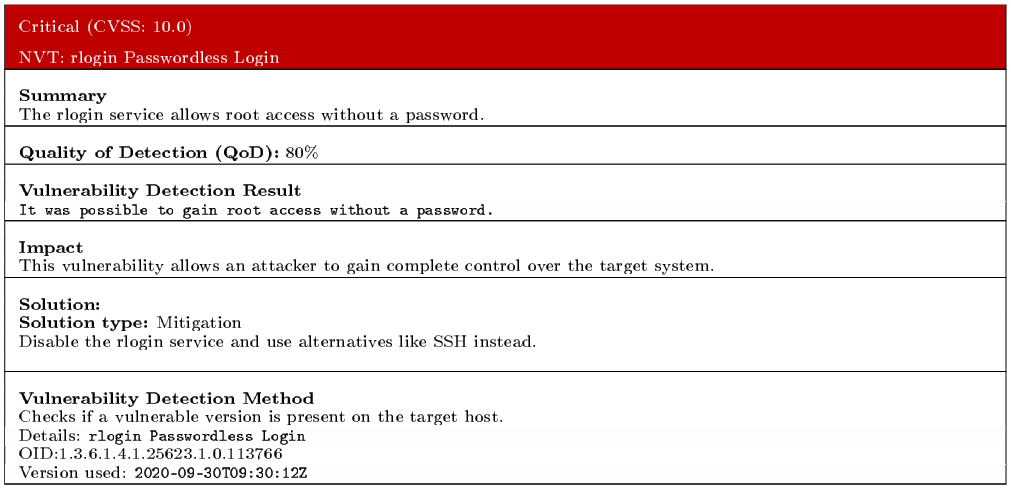 Critical (CVSS: 10.0)
NVT: rlogin Passwordless Login
Summary
The rlogin service allows root access without a password.
Quality of Detection (QoD): 80%
Vulnerability Detection Result
It was possible to gain root access without a password.
Impact
This vulnerability allows an attacker to gain complete control over the target system.
Solution:
Solution type: Mitigation
Disable the rlogin service and use alternatives like SSH instead.
Vulnerability Detection Method
Checks if a vulnerable version is present on the target host.
Details: rlogin Passwordless Login
OID:1.3.6.1.4.1.25623.1.0.113766
Version used: 2020-09-30T09:30:12Z